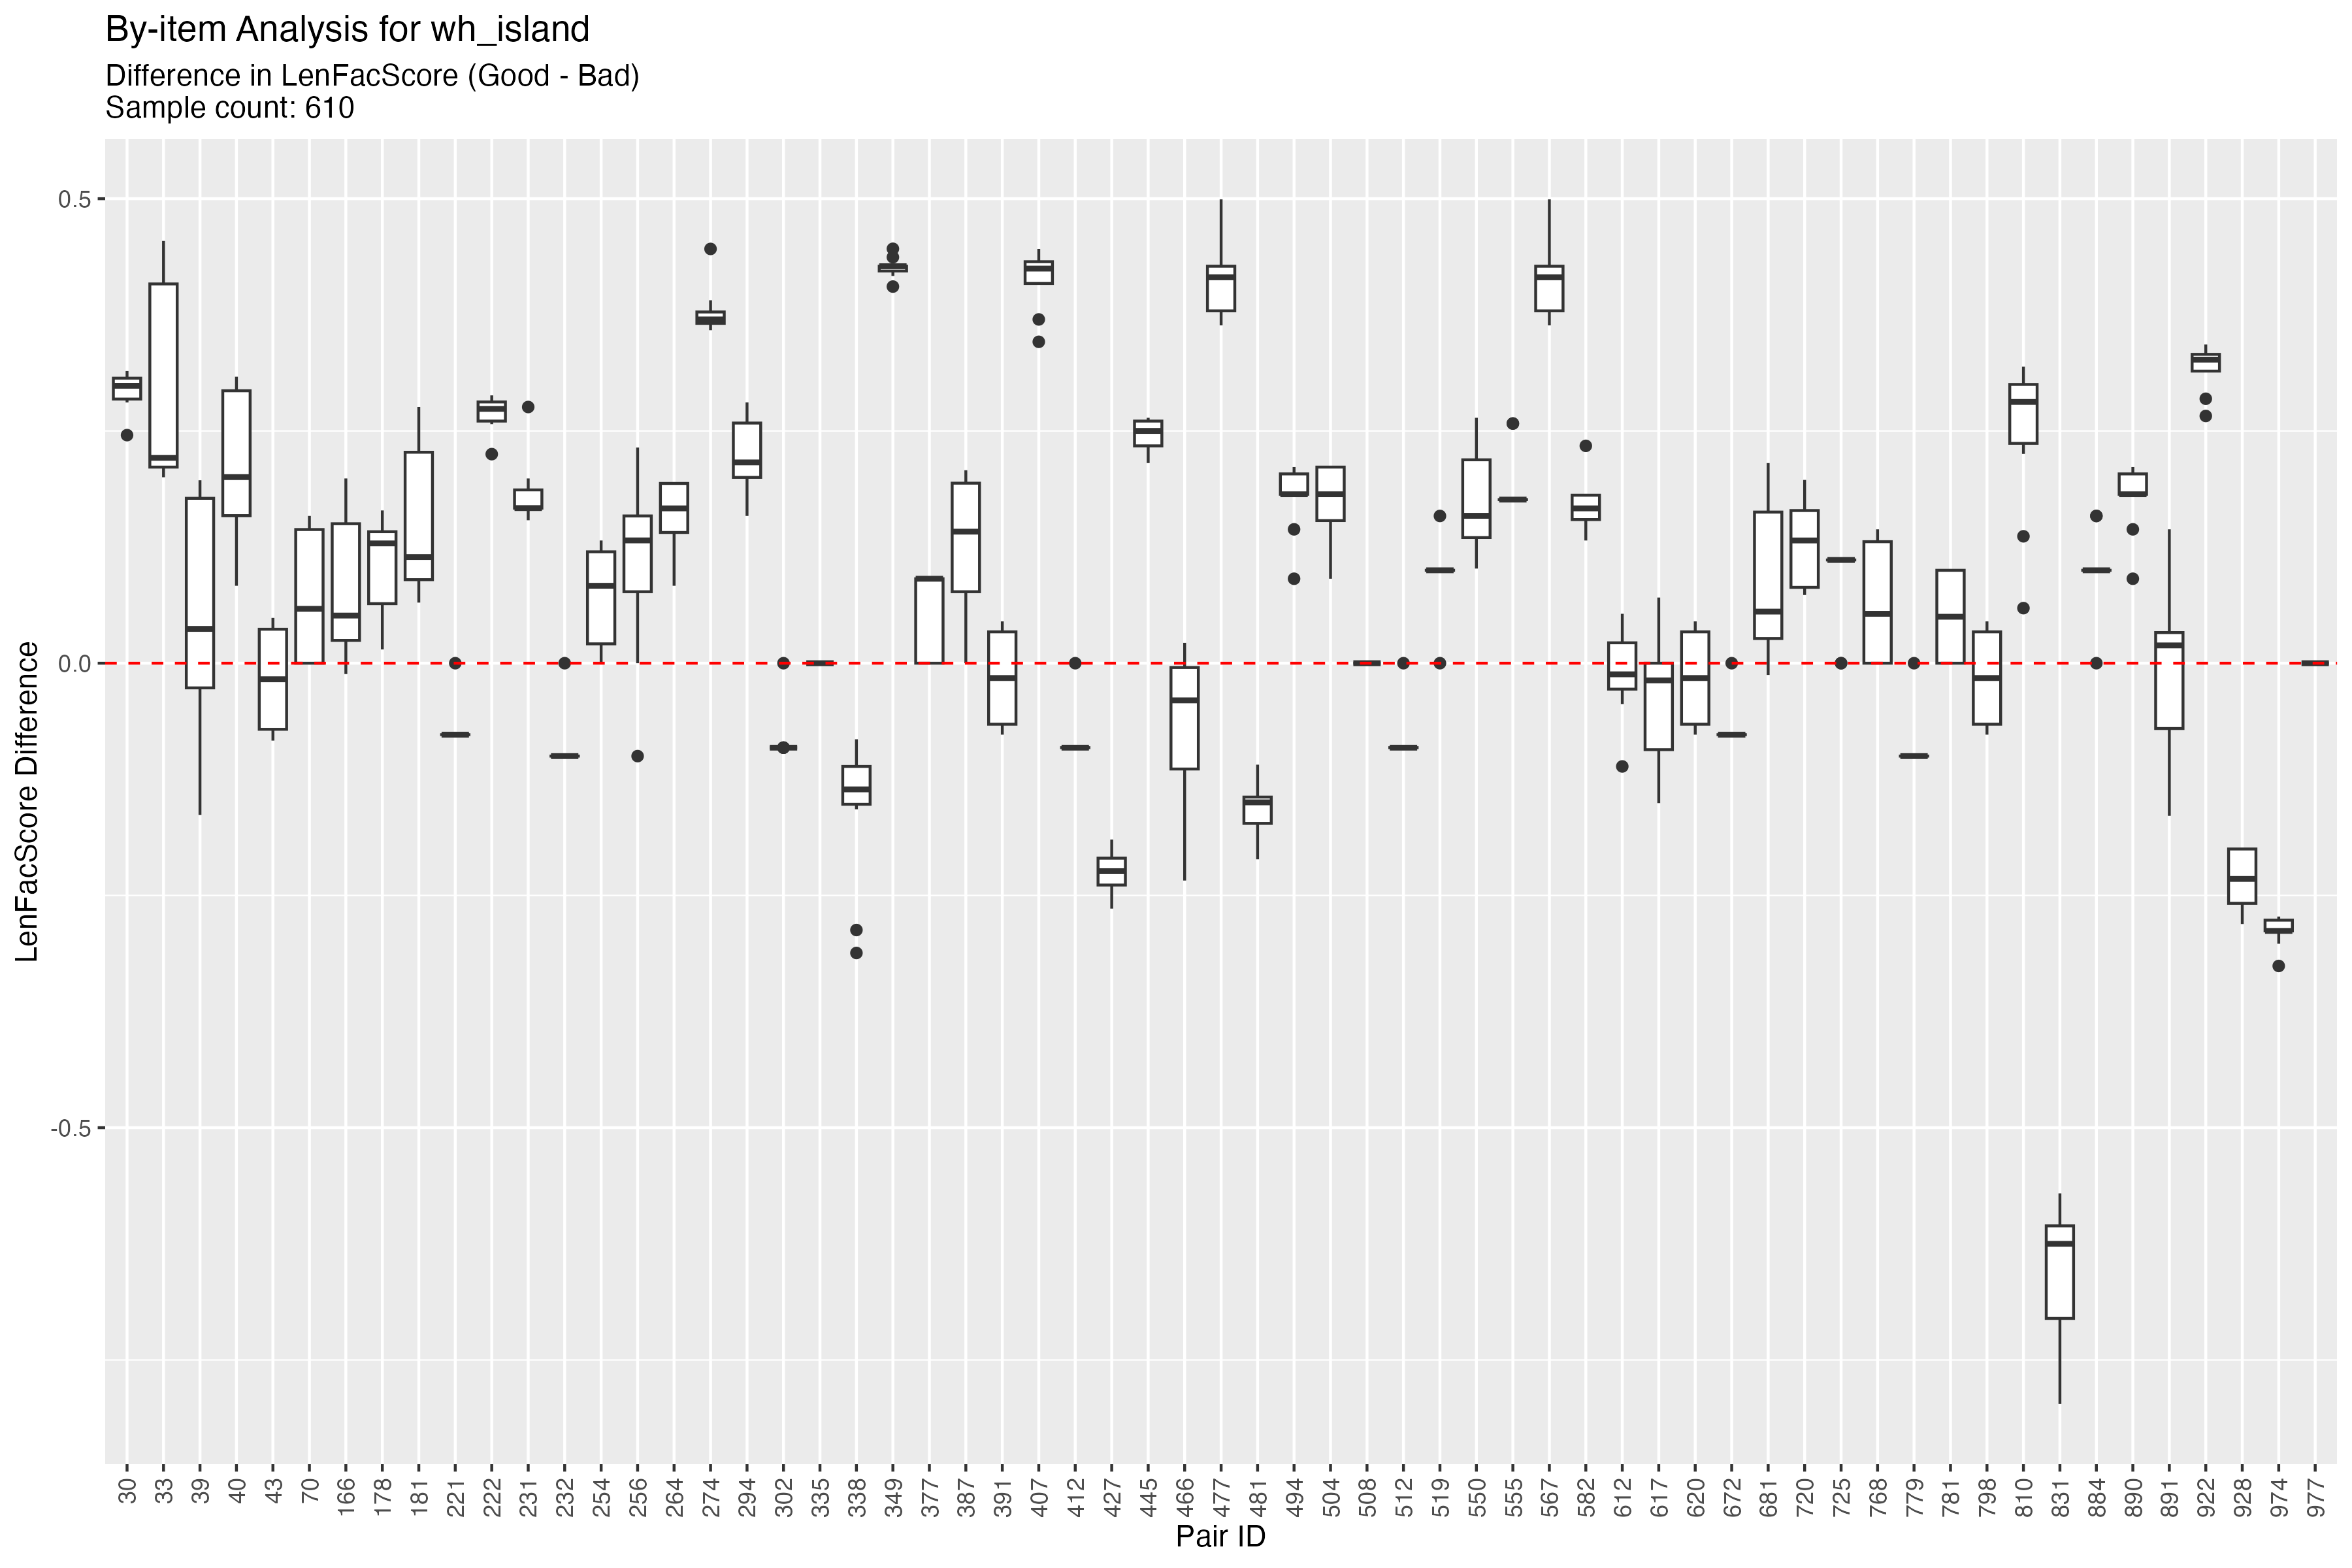 By-item Analysis for wh_island
Difference in LenFacScore (Good - Bad)
Sample count: 610
LenFacScore Difference
0.5
0.0
-0.5
30 33 39 40 43 70 166 178 181 221 222 231 232 254 256 264 274 294 302 335 338 349 377 387 391 407 412 427 445 466 477 481 494 504 508 512 519 550 555 567 582 612 617 620 672 681 720 725 768 779 781 798 810 831 884 890 891 922 928 974 977
Pair ID